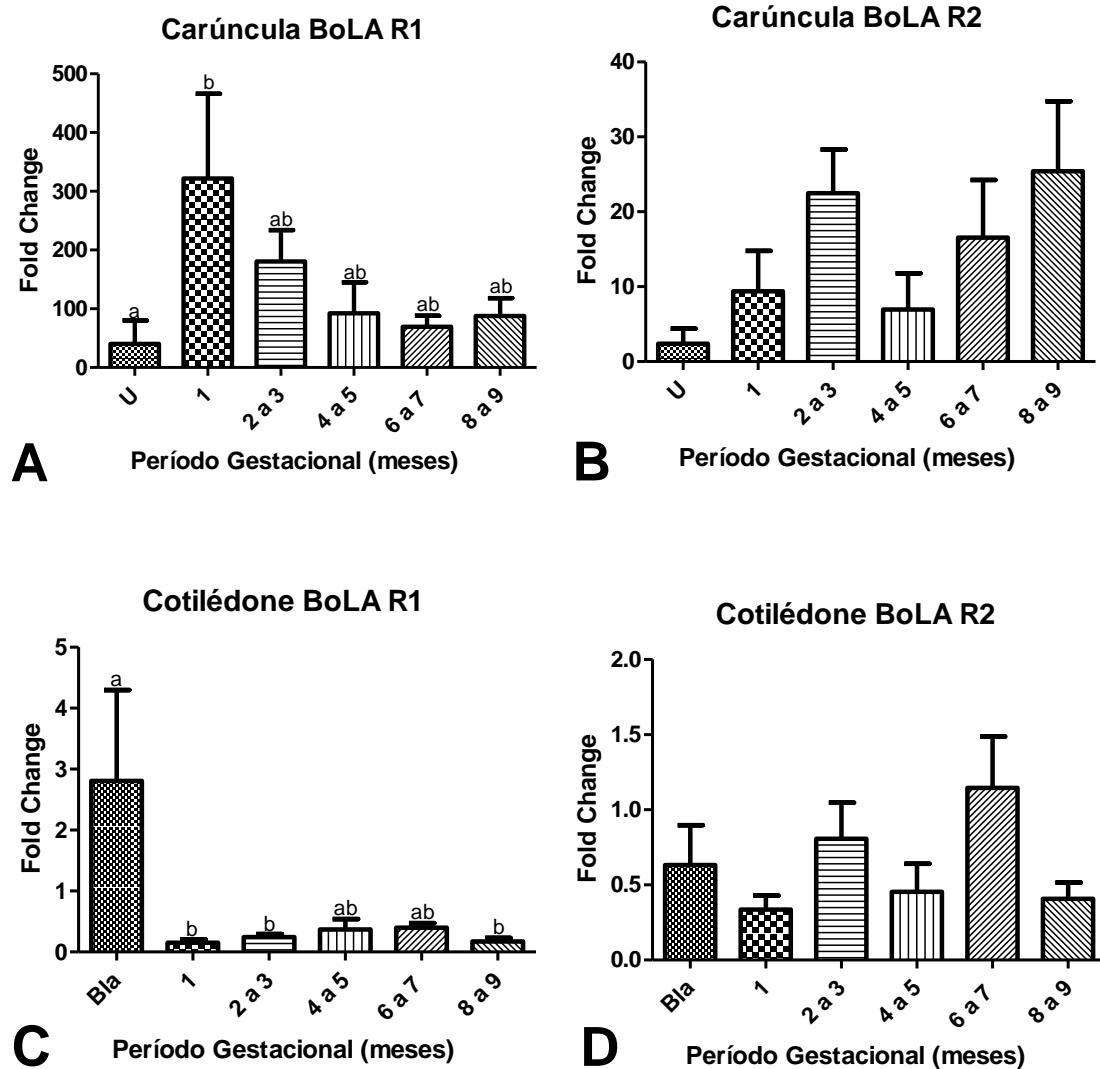 Carúncula BoLA R1
500
400
300
200
100
0
Fold Change
a
b
ab
ab
ab
ab
U
1
2 a 3
4 a 5
6 a 7
8 a 9
Período Gestacional (meses)
A
Carúncula BoLA R2
40
30
20
10
0
Fold Change
U
1
2 a 3
4 a 5
6 a 7
8 a 9
Período Gestacional (meses)
B
Cotilédone BoLA R1
5
4
3
2
1
0
Fold Change
a
b
b
ab
ab
b
Bla
1
2 a 3
4 a 5
6 a 7
8 a 9
Período Gestacional (meses)
C
Cotilédone BoLA R2
2.0
1.5
1.0
0.5
0.0
Fold Change
Bla
1
2 a 3
4 a 5
6 a 7
8 a 9
Período Gestacional (meses)
D